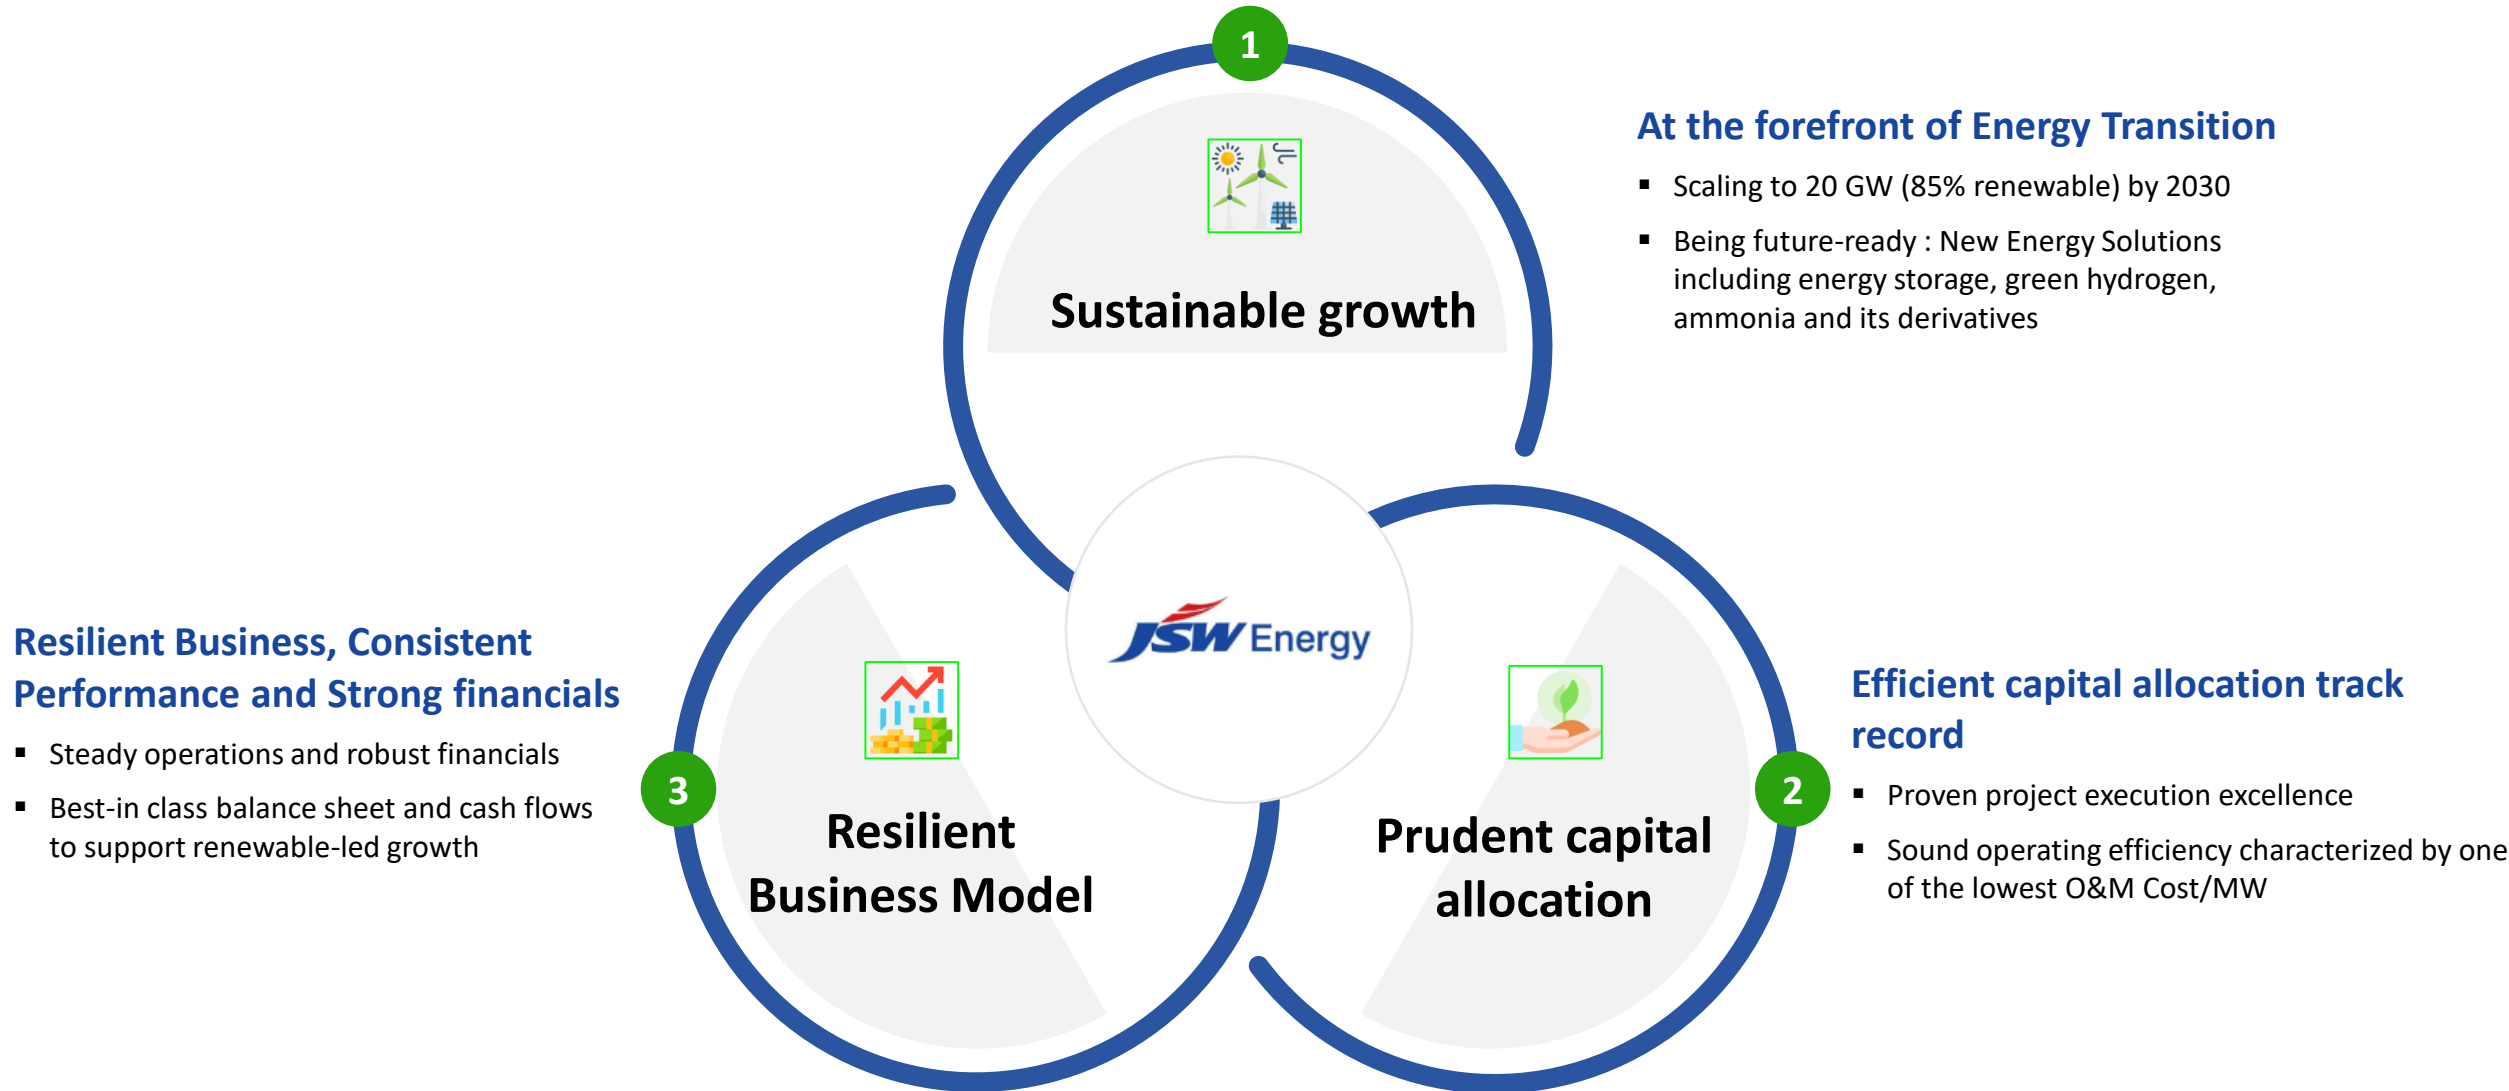 1
Sustainable growth
At the forefront of Energy Transition
▪ Scaling to 20 GW (85% renewable) by 2030
▪ Being future-ready : New Energy Solutions
including energy storage, green hydrogen,
ammonia and its derivatives
JSW Energy
2
Prudent capital
allocation
Efficient capital allocation track
record
▪ Proven project execution excellence
▪ Sound operating efficiency characterized by one
of the lowest O&M Cost/MW
3
Resilient
Business Model
Resilient Business, Consistent
Performance and Strong financials
▪ Steady operations and robust financials
▪ Best-in class balance sheet and cash flows
to support renewable-led growth